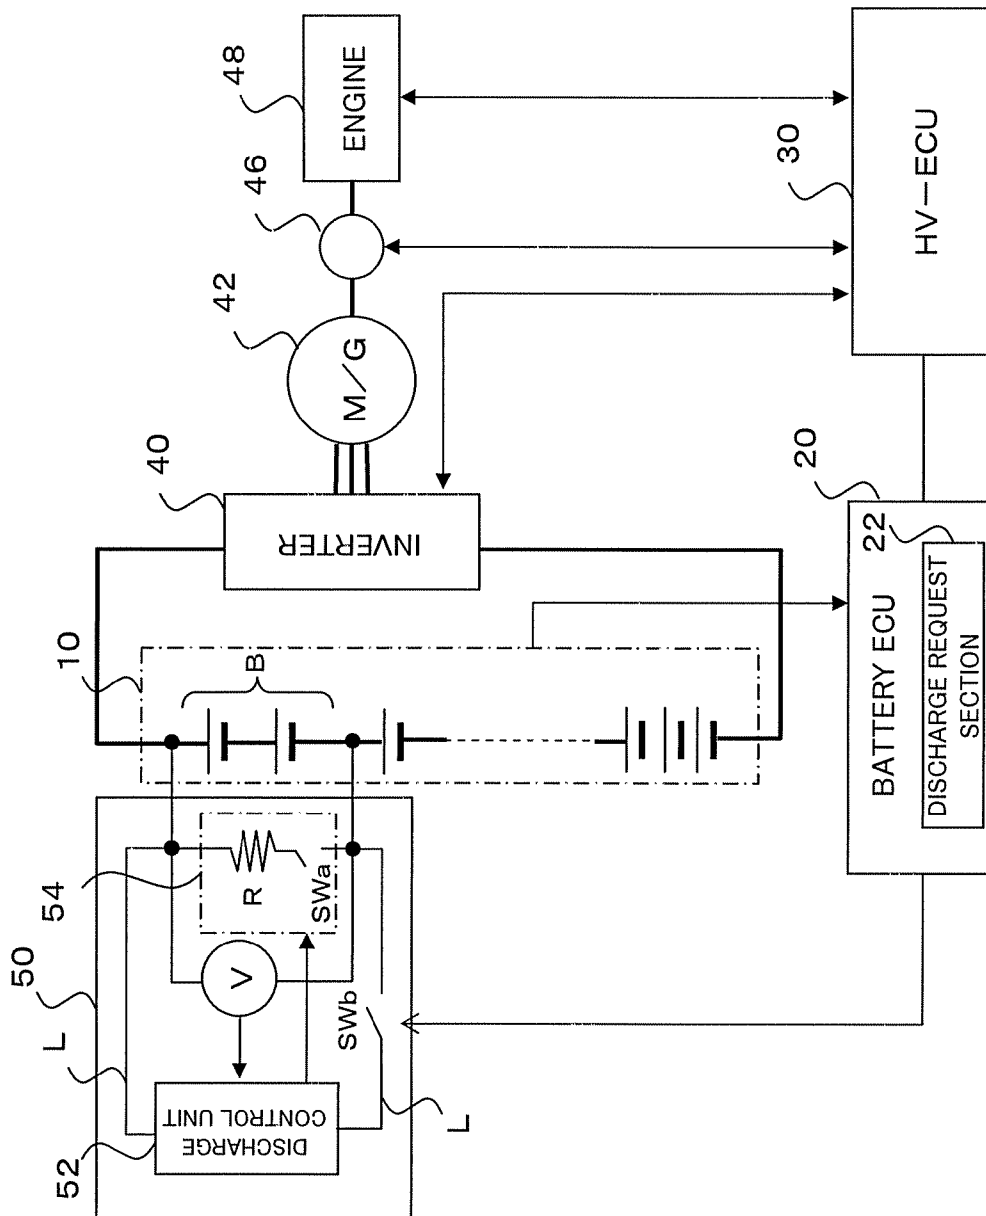 50
54
10
40
42
46
48
L
52
DISCHARGE
CONTROL UNIT
V
R
SWa
SWb
L
B
INVERTER
M/G
ENGINE
20
BATTERY ECU
22
DISCHARGE REQUEST
SECTION
30
HV-ECU